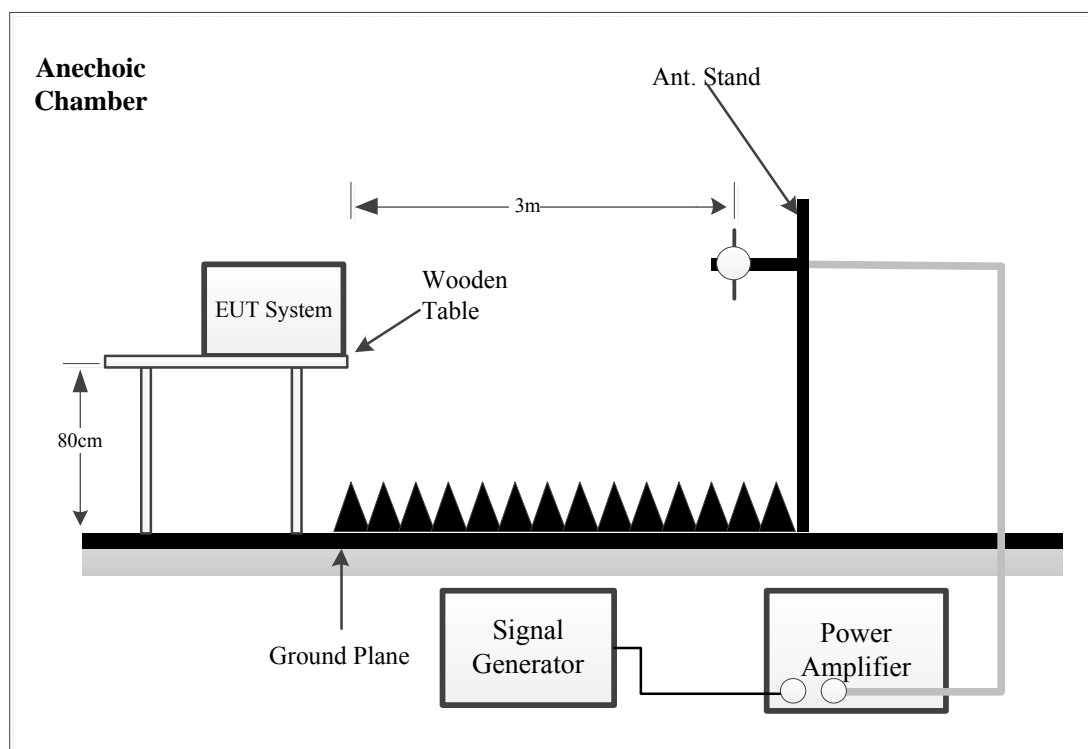 Anechoic
Chamber
Ant. Stand
3m
EUT System
Wooden
Table
80cm
Ground Plane
Signal
Generator
Power
Amplifier